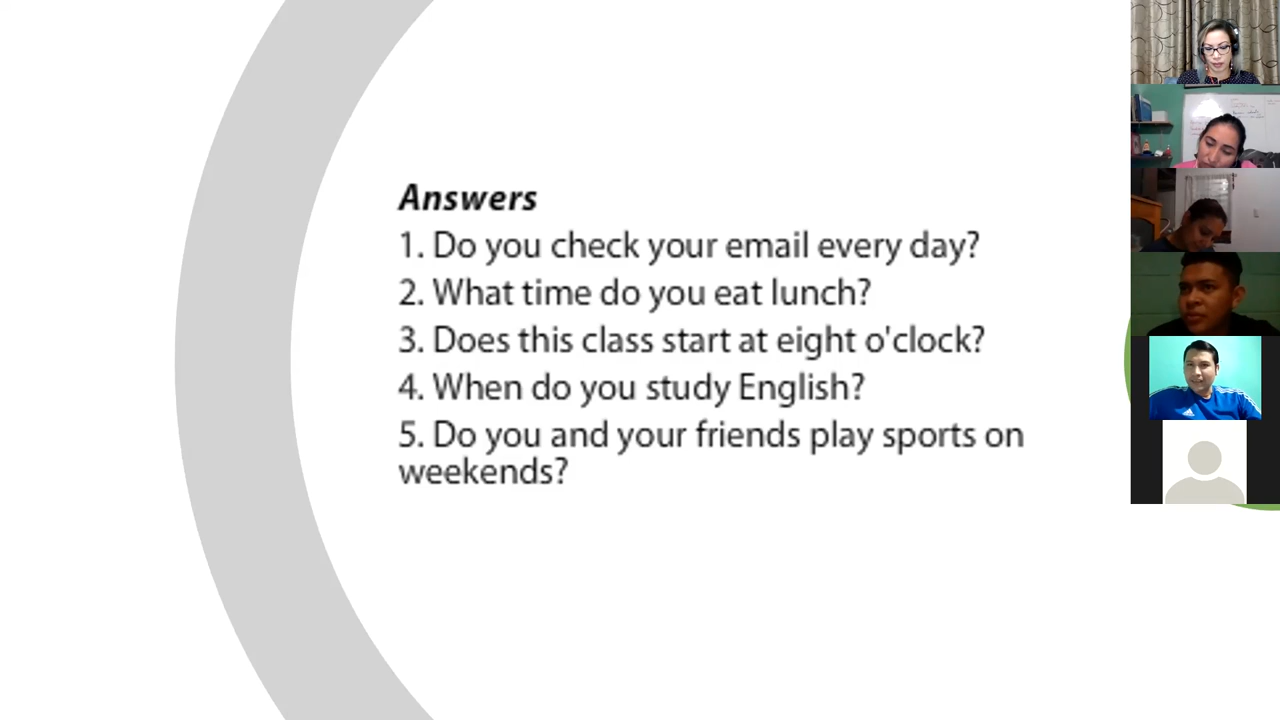 Answers
1. Do you check your email every day?
2. What time do you eat lunch?
3. Does this class start at eight o'clock?
4. When do you study English?
5. Do you and your friends play sports on
weekends?